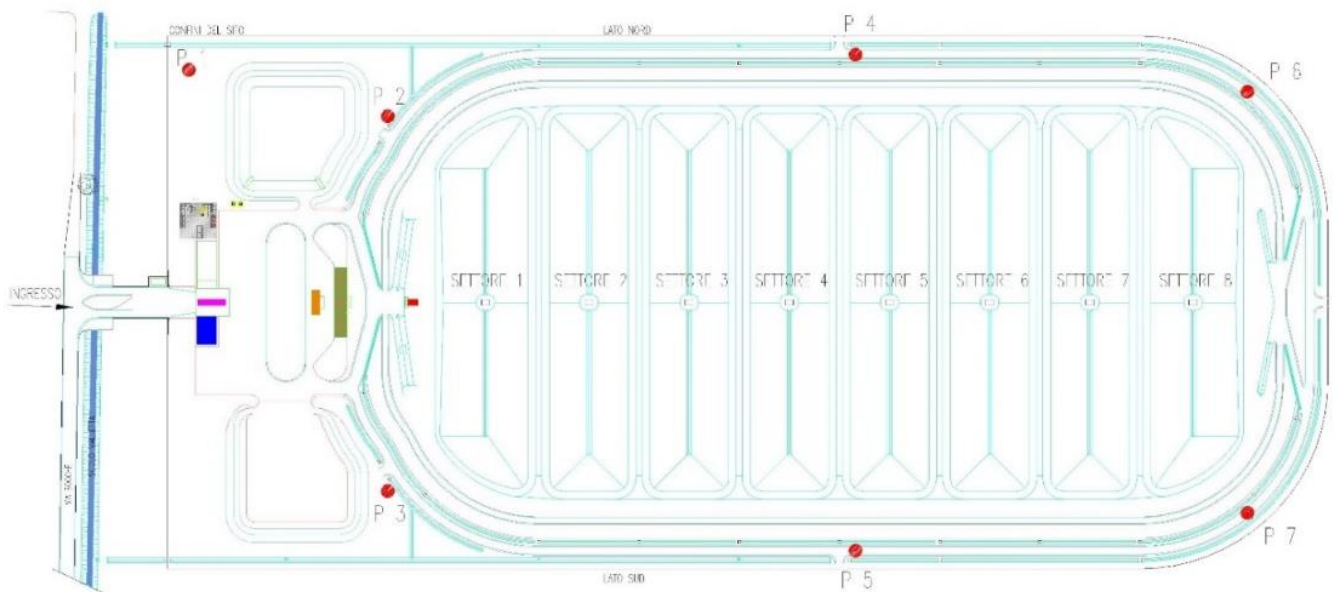 CONFINI DEL SITO
LATO NORD
P 4
P 6
P 2
SETTORE 1
SETTORE 2
SETTORE 3
SETTORE 4
SETTORE 5
SETTORE 6
SETTORE 7
SETTORE 8
INGRESSO
P 3
P 7
LATO SUD
P 5